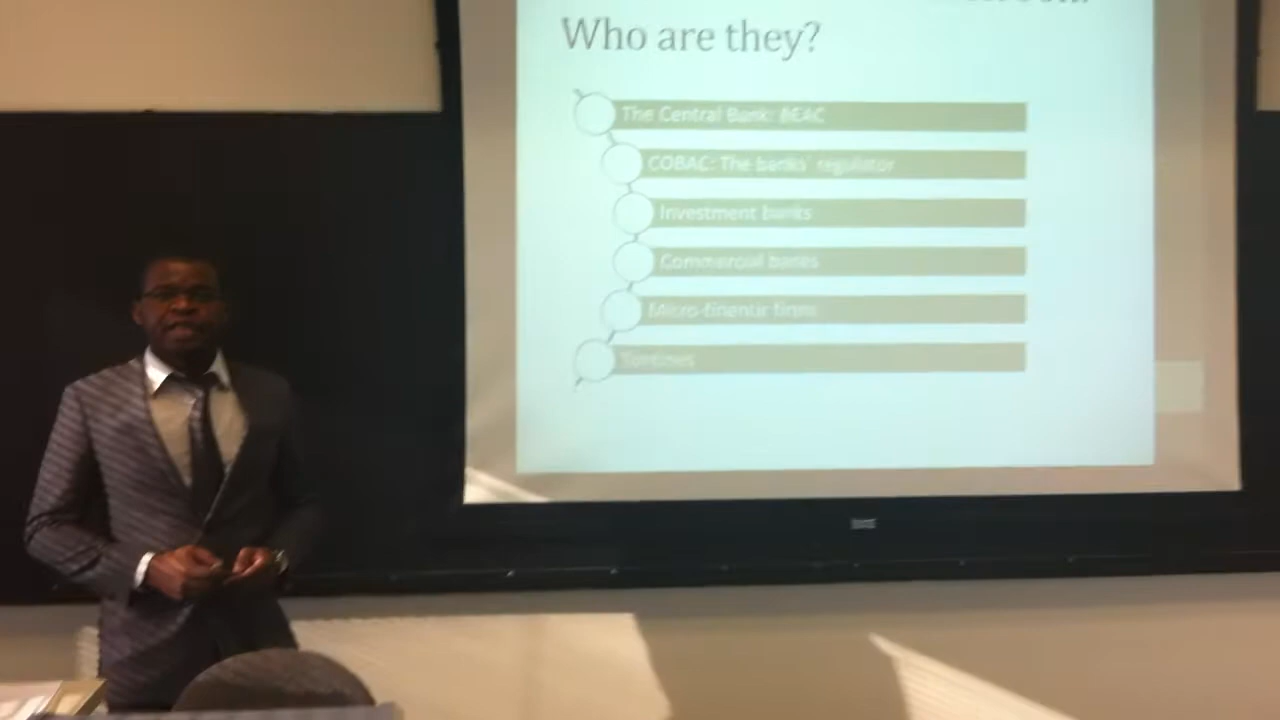 Who are they?
The Central Bank: BEAC
COBAC: The banks' regulator
Investment banks
Commercial banks
Micro-finance firms
Tontines